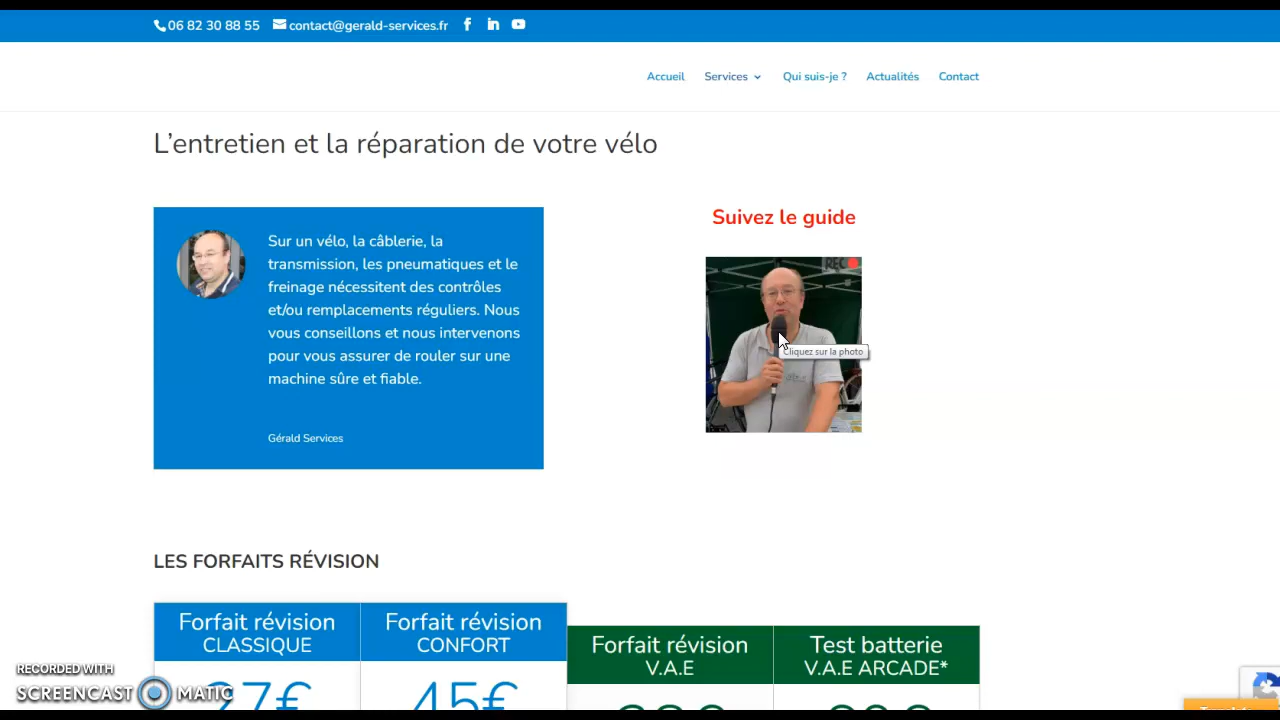 06 82 30 88 55 contact@gerald-services.fr
Accueil Services Qui suis-je ? Actualités Contact
L'entretien et la réparation de votre vélo
Sur un vélo, la câblerie, la
transmission, les pneumatiques et le
freinage nécessitent des contrôles
et/ou remplacements réguliers. Nous
vous conseillons et nous intervenons
pour vous assurer de rouler sur une
machine sûre et fiable.
Gérald Services
Suivez le guide
REC
Cliquez sur la photo
LES FORFAITS RÉVISION
Forfait révision
CLASSIQUE
Forfait révision
CONFORT
45€
Forfait révision
V.A.E
Test batterie
V.A.E ARCADE*
RECORDED WITH
SCREENCAST MATIC